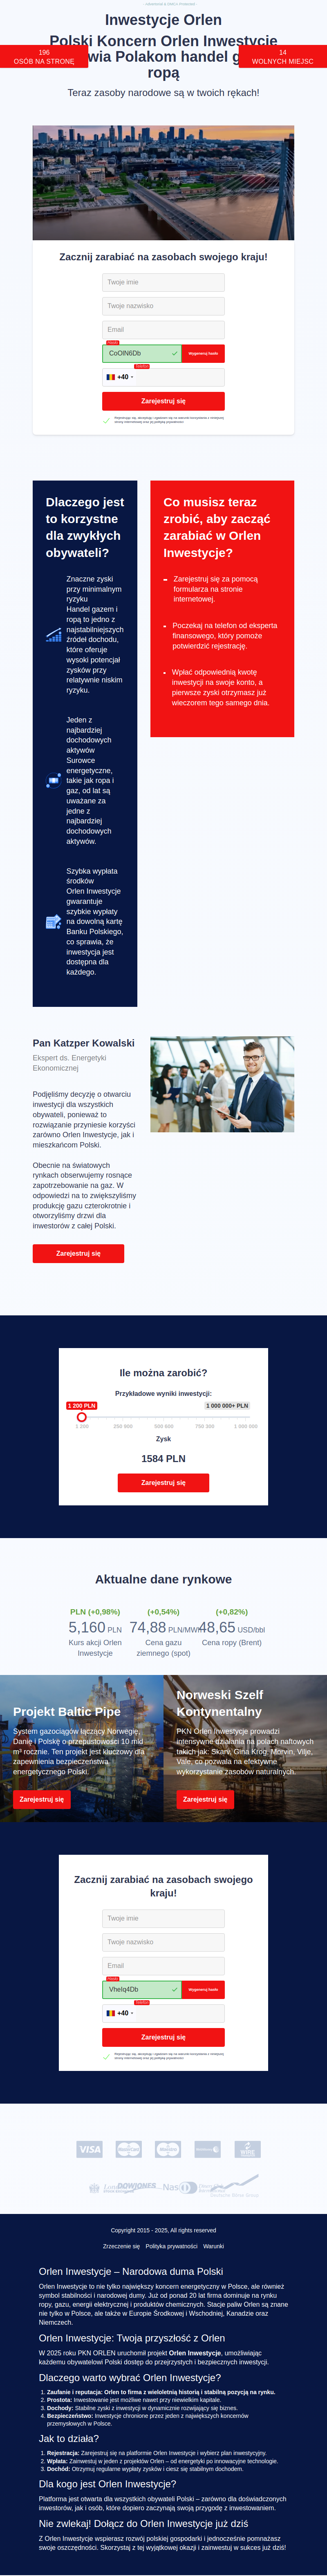 Inwestycje Orlen
Polski Koncern Orlen Inwestycje
ropą
Teraz zasoby narodowe są w twoich rękach!
196
OSÓB NA STRONĘ
14
WOLNYCH MIEJSC
Zacznij zarabiać na zasobach swojego kraju!
Twoje imie
Twoje nazwisko
Email
CoOlN6Db
Wygeneruj hasło
Telefon
+40
Zarejestruj się
Dlaczego jest
to korzystne
dla zwykłych
obywateli?
Znaczne zyski
przy minimalnym
ryzyku
Handel gazem i
ropą to jedno z
najstabilniejszych
źródeł dochodu,
które oferuje
wysoki potencjał
zysków przy
relatywnie niskim
ryzyku.
Jeden z
najbardziej
dochodowych
aktywów
Surowce
energetyczne,
takie jak ropa i
gaz, od lat są
uważane za
jedne z
najbardziej
dochodowych
aktywów.
Szybka wypłata
środków
Orlen Inwestycje
gwarantuje
szybkie wypłaty
na dowolną kartę
Banku Polskiego,
co sprawia, że
inwestycja jest
dostępna dla
każdego.
Co musisz teraz
zrobić, aby zacząć
zarabiać w Orlen
Inwestycje?
Zarejestruj się za pomocą
formularza na stronie
internetowej.
Poczekaj na telefon od eksperta
finansowego, który pomoże
potwierdzić rejestrację.
Wpłać odpowiednią kwotę
inwestycji na swoje konto, a
pierwsze zyski otrzymasz już
wieczorem tego samego dnia.
Pan Katzper Kowalski
Ekspert ds. Energetyki
Ekonomicznej
Podjęliśmy decyzję o otwarciu
inwestycji dla wszystkich
obywateli, ponieważ to
rozwiązanie przyniesie korzyści
zarówno Orlen Inwestycje, jak i
mieszkańcom Polski.
Obecnie na światowych
rynkach obserwujemy rosnące
zapotrzebowanie na gaz. W
odpowiedzi na to zwiększyliśmy
produkcję gazu czterokrotnie i
otworzyliśmy drzwi dla
inwestorów z całej Polski.
Zarejestruj się
Ile można zarobić?
Przykładowe wyniki inwestycji:
1 200 PLN
1 000 000+ PLN
1 200
250 900
500 600
750 300
1 000 000
Zysk
1584 PLN
Zarejestruj się
Aktualne dane rynkowe
PLN (+0,98%)
5,160 PLN
Kurs akcji Orlen
Inwestycje
(+0,54%)
74,88 PLN/MWh
Cena gazu
ziemnego (spot)
(+0,82%)
48,65 USD/bbl
Cena ropy (Brent)
Projekt Baltic Pipe
System gazociągów łączący Norwegię,
Danię i Polskę o przepustowości 10 mld
m³ rocznie. Ten projekt jest kluczowy dla
zapewnienia bezpieczeństwa
energetycznego Polski.
Zarejestruj się
Norweski Szelf
Kontynentalny
PKN Orlen Inwestycje prowadzi
intensywne działania na polach naftowych
takich jak: Skarv, Gina Krog, Morvin, Vilje,
Vale, co pozwala na efektywne
wykorzystanie zasobów naturalnych.
Zarejestruj się
Zacznij zarabiać na zasobach swojego
kraju!
Twoje imie
Twoje nazwisko
Email
VheIq4Db
Wygeneruj hasło
Telefon
+40
Zarejestruj się
VISA
DOWJONES
Copyright 2015 - 2025, All rights reserved
Zrzeczenie się Polityka prywatności Warunki
Orlen Inwestycje – Narodowa duma Polski
Orlen Inwestycje to nie tylko największy koncern energetyczny w Polsce, ale również
symbol stabilności i narodowej dumy. Już od ponad 20 lat firma dominuje na rynku
ropy, gazu, energii elektrycznej i produktów chemicznych. Stacje paliw Orlen są znane
nie tylko w Polsce, ale także w Europie Środkowej i Wschodniej, Kanadzie oraz
Niemczech.
Orlen Inwestycje: Twoja przyszłość z Orlen
W 2025 roku PKN ORLEN uruchomił projekt Orlen Inwestycje, umożliwiając
każdemu obywatelowi Polski dostęp do przejrzystych i bezpiecznych inwestycji.
Dlaczego warto wybrać Orlen Inwestycje?
1. Zaufanie i reputacja: Orlen to firma z wieloletnią historią i stabilną pozycją na rynku.
2. Prostota: Inwestowanie jest możliwe nawet przy niewielkim kapitale.
3. Dochody: Stabilne zyski z inwestycji w dynamicznie rozwijający się biznes.
4. Bezpieczeństwo: Inwestycje chronione przez jeden z największych koncernów
przemysłowych w Polsce.
Jak to działa?
1. Rejestracja: Zarejestruj się na platformie Orlen Inwestycje i wybierz plan inwestycyjny.
2. Wpłata: Zainwestuj w jeden z projektów Orlen – od energetyki po innowacyjne technologie.
3. Dochód: Otrzymuj regularne wypłaty zysków i ciesz się stabilnym dochodem.
Dla kogo jest Orlen Inwestycje?
Platforma jest otwarta dla wszystkich obywateli Polski – zarówno dla doświadczonych
inwestorów, jak i osób, które dopiero zaczynają swoją przygodę z inwestowaniem.
Nie zwlekaj! Dołącz do Orlen Inwestycje już dziś
Z Orlen Inwestycje wspierasz rozwój polskiej gospodarki i jednocześnie pomnażasz
swoje oszczędności. Skorzystaj z tej wyjątkowej okazji i zainwestuj w sukces już dziś!